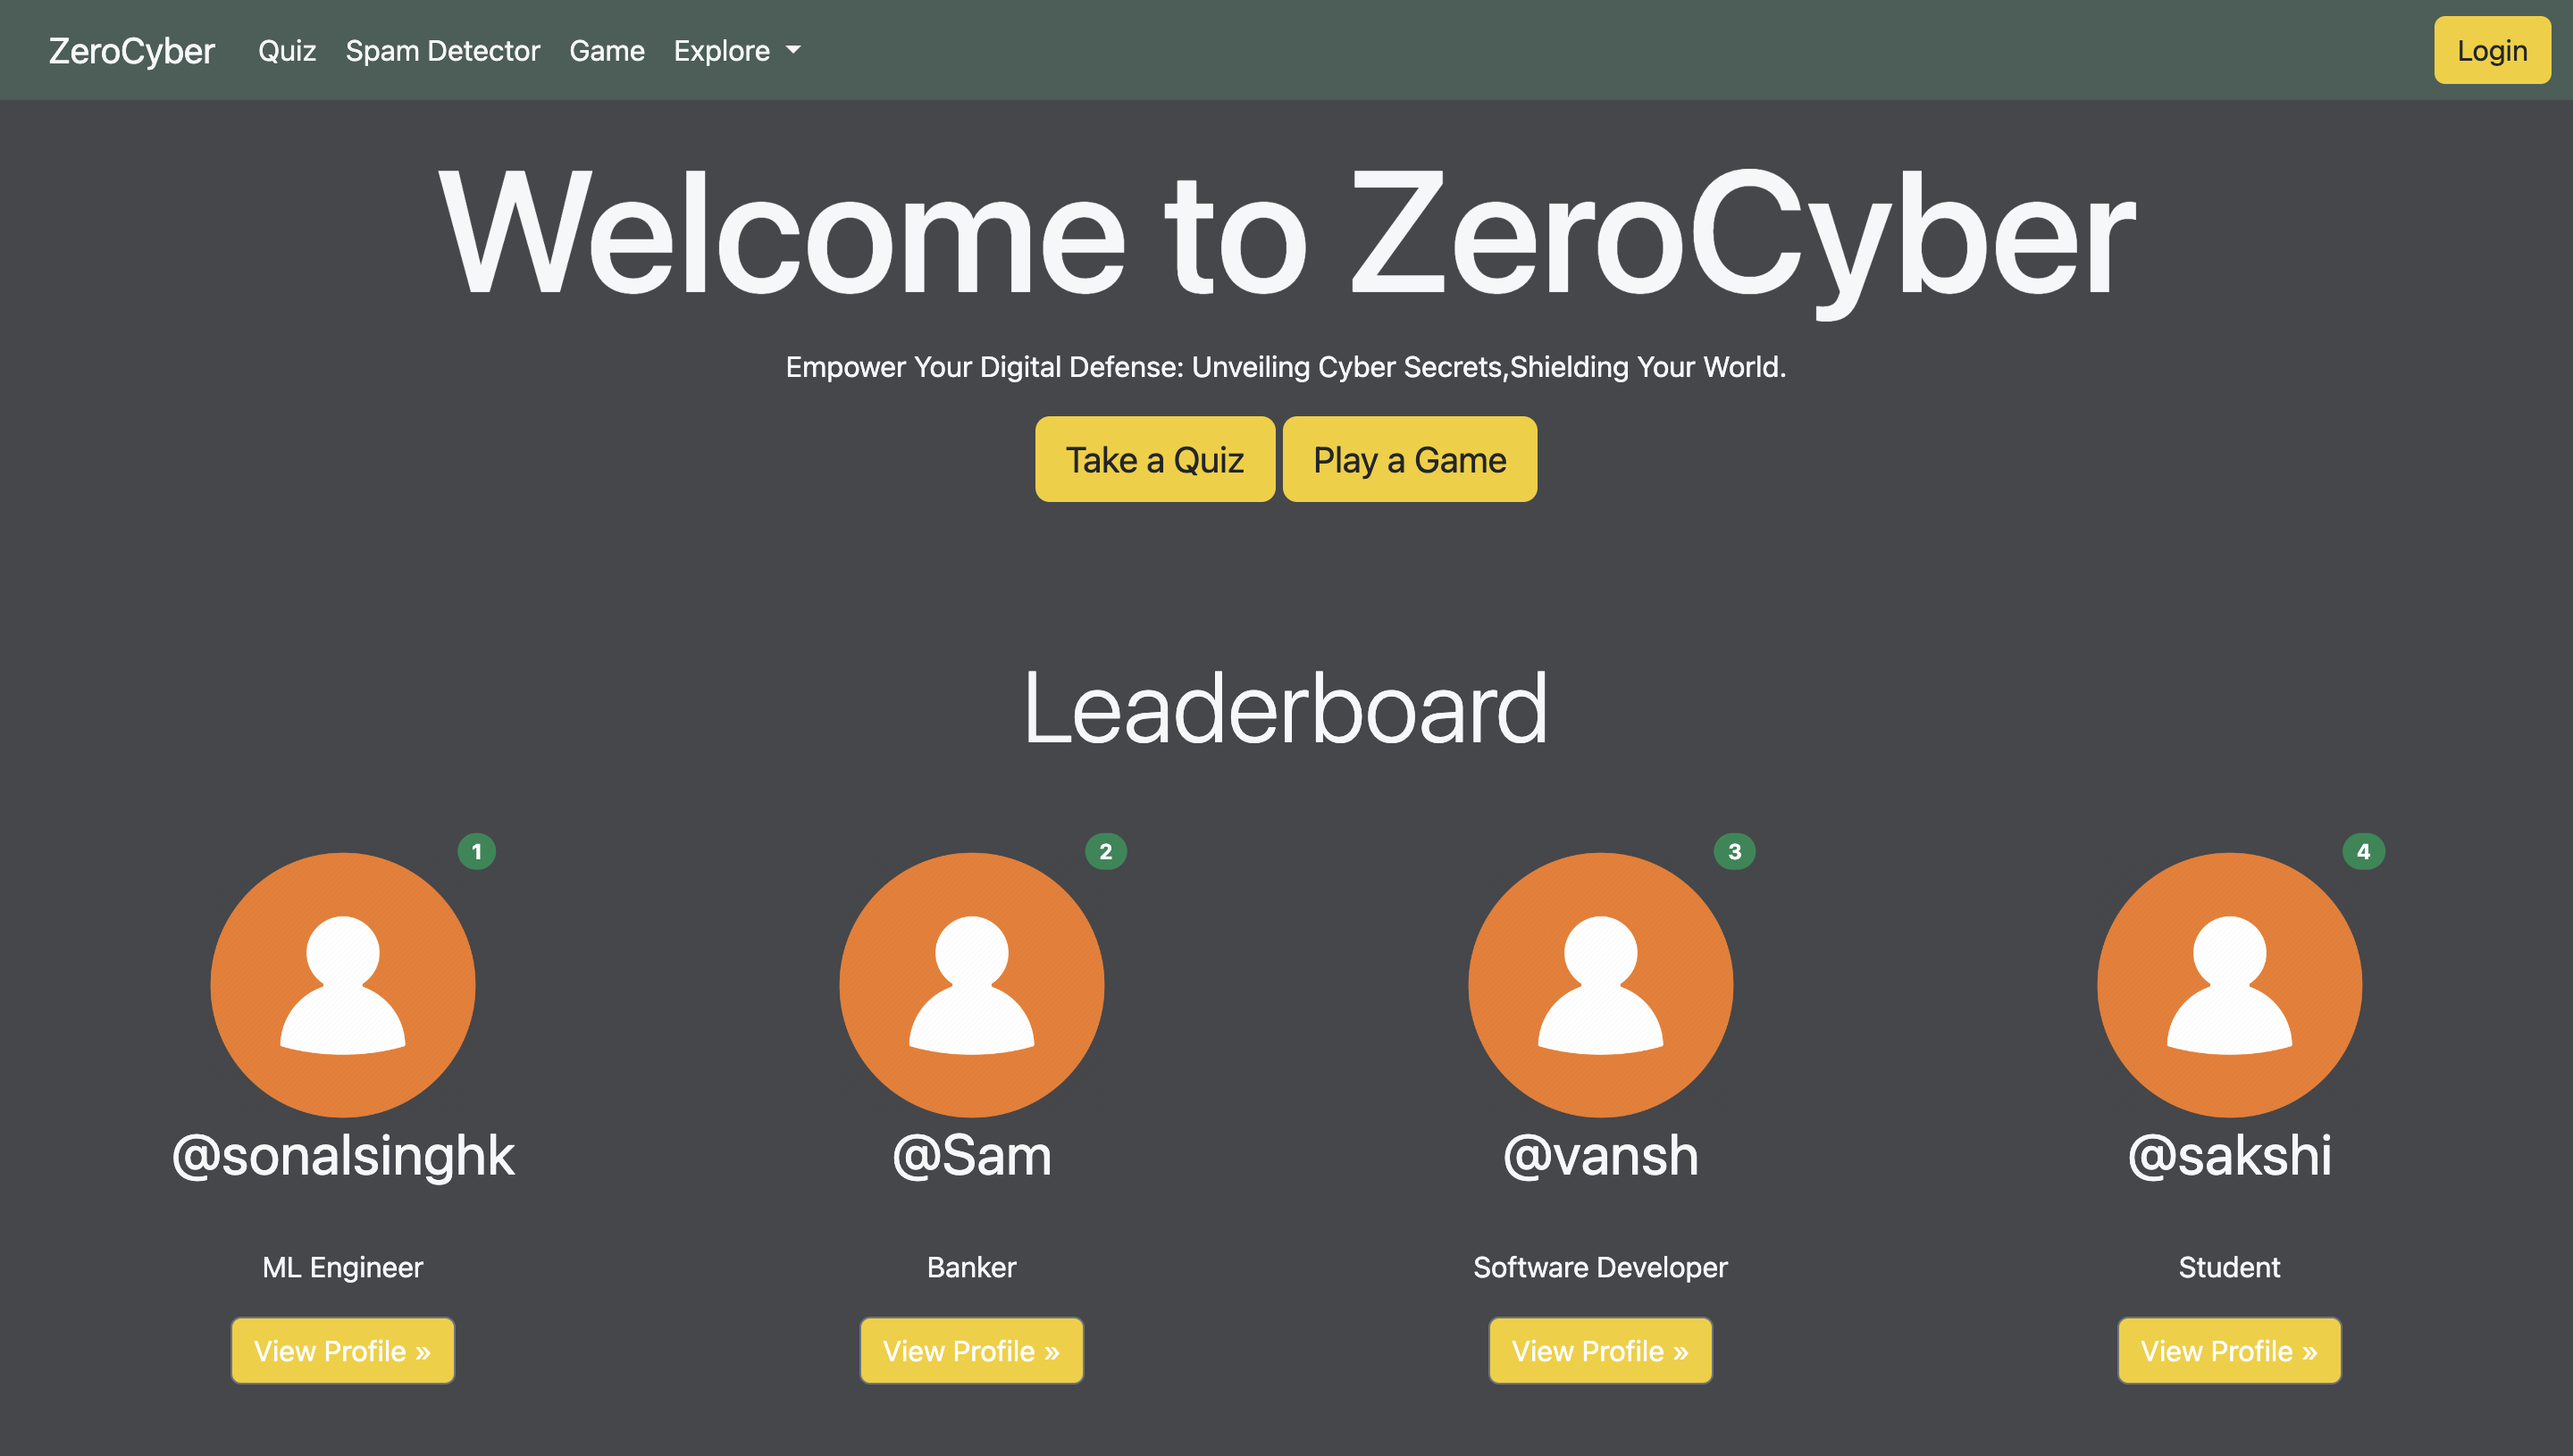 ZeroCyber Quiz Spam Detector Game Explore Login
Welcome to ZeroCyber
Empower Your Digital Defense: Unveiling Cyber Secrets,Shielding Your World.
Take a Quiz Play a Game
Leaderboard
1 2 3 4
@sonalsinghk @Sam @vansh @sakshi
ML Engineer Banker Software Developer Student
View Profile » View Profile » View Profile » View Profile »